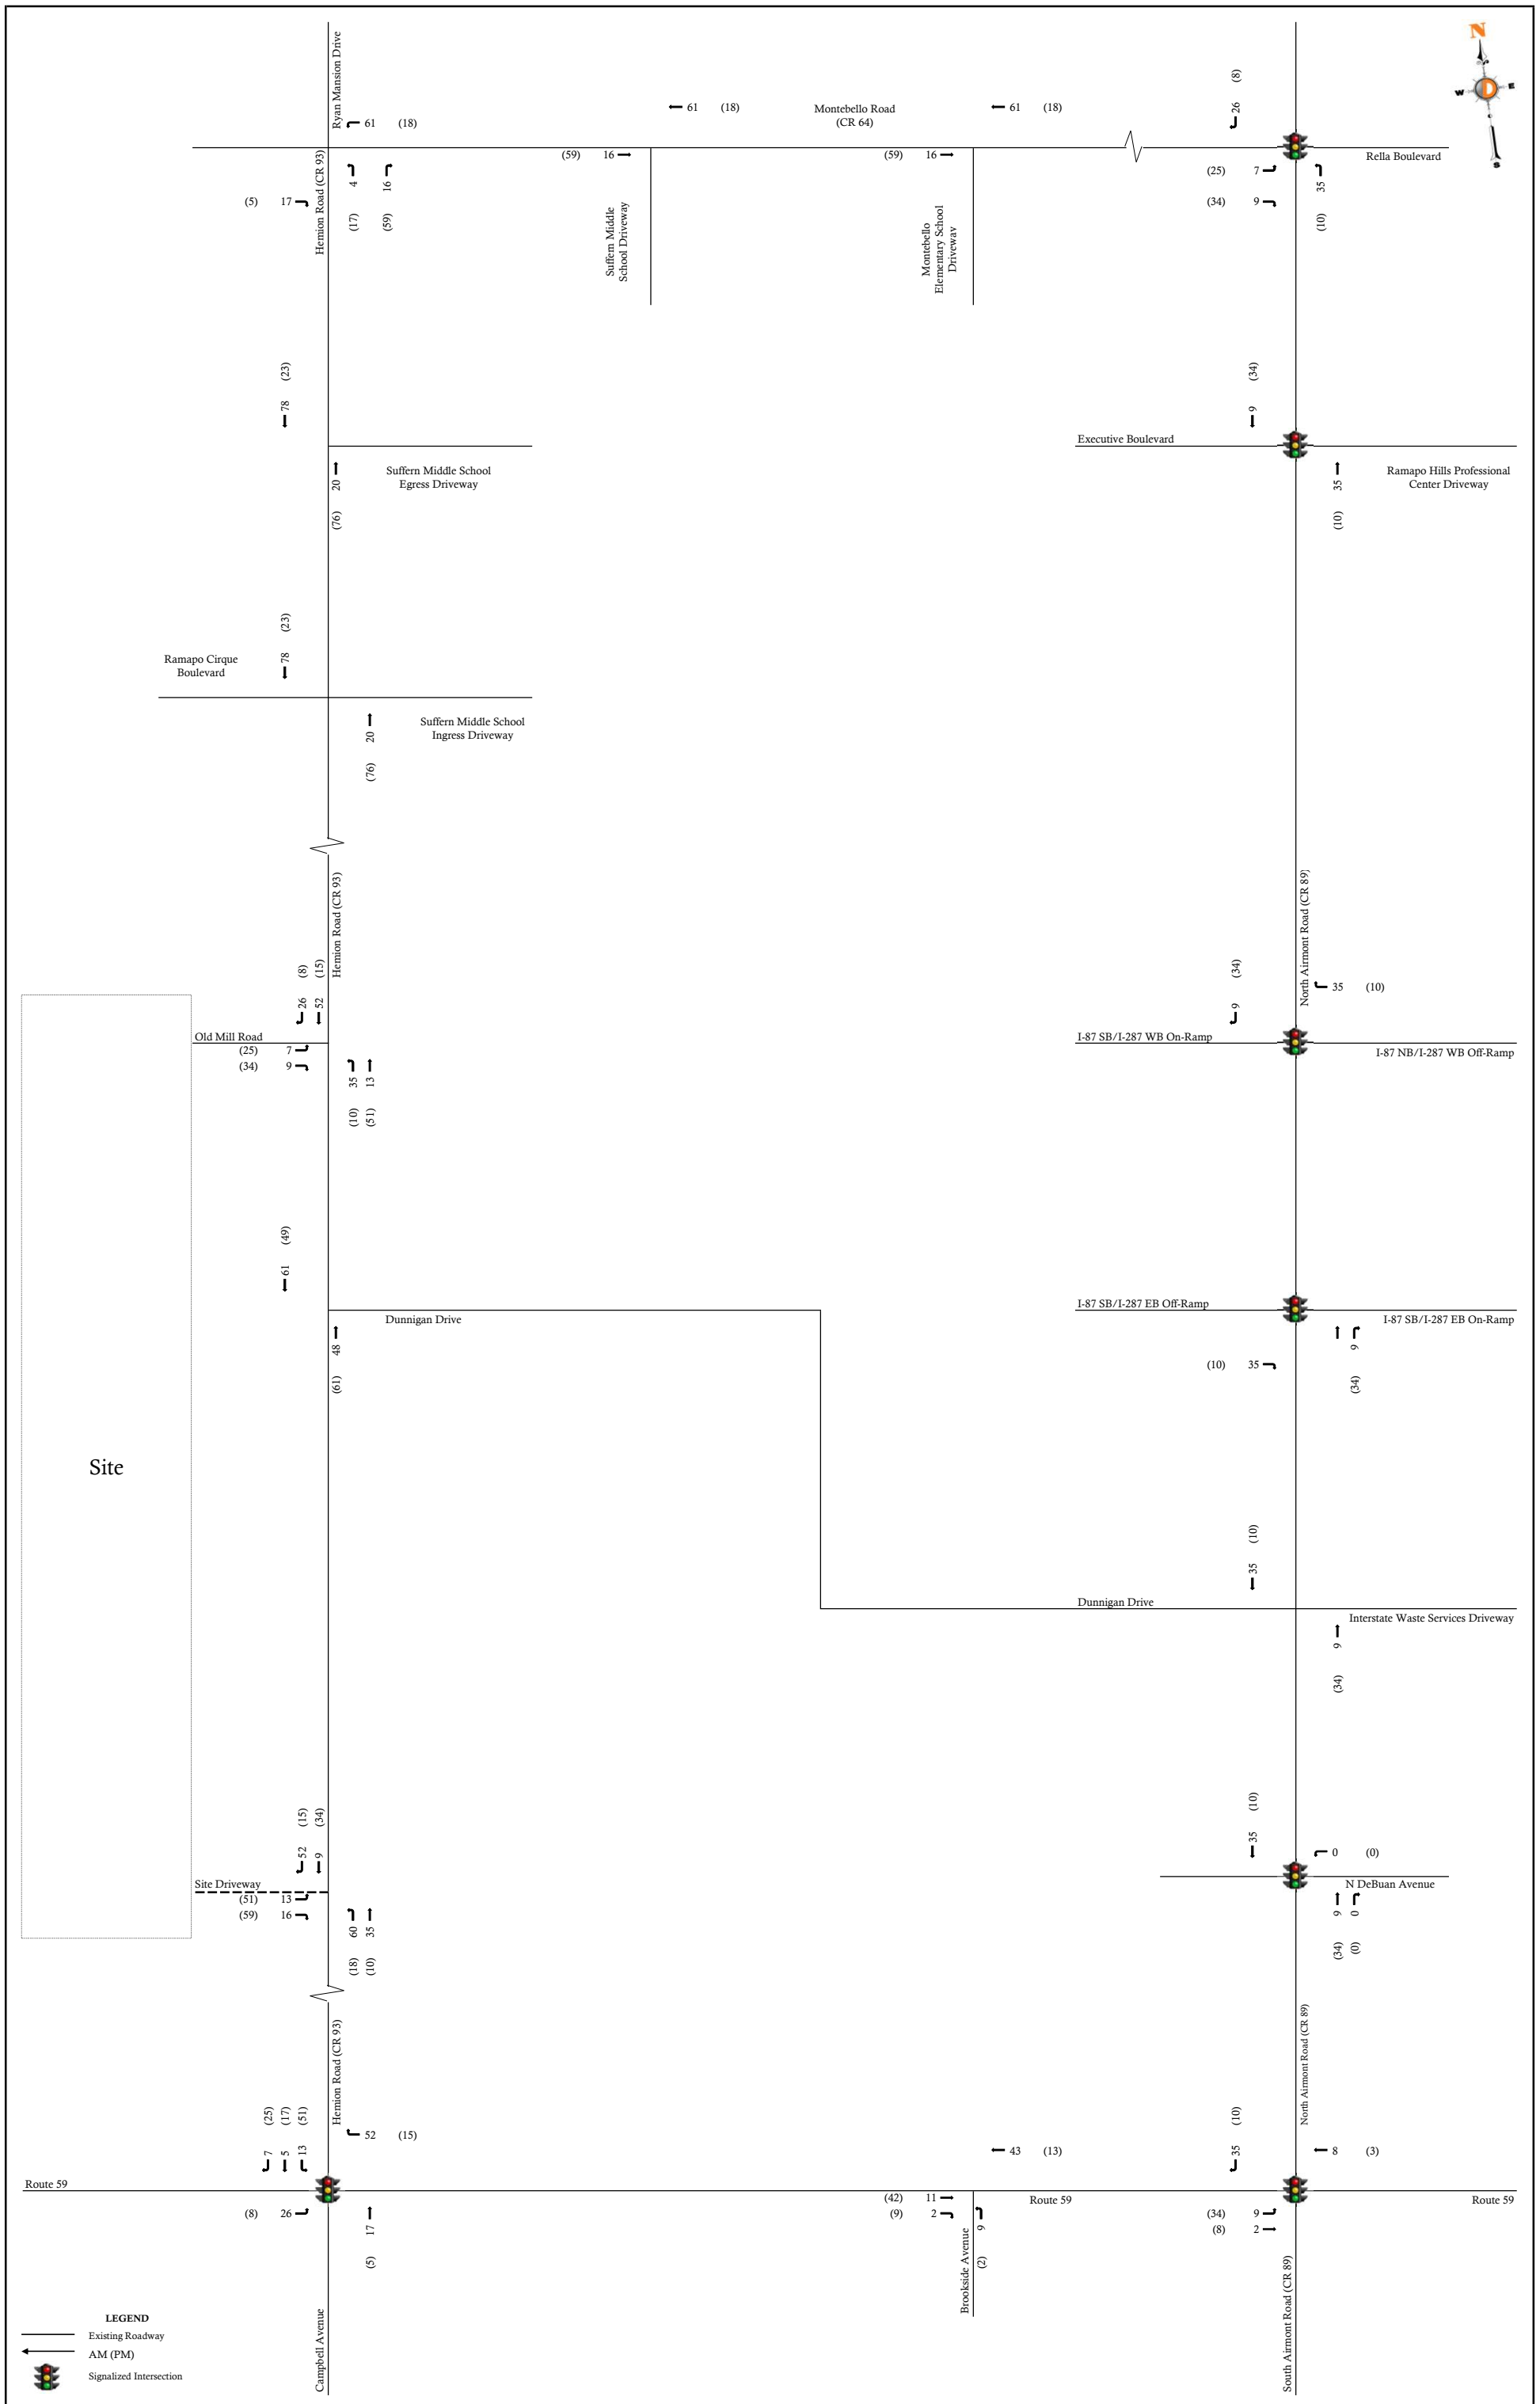 N
W
D
E
S
Ryan Mansion Drive
61 (18)
61 (18)
Montebello Road
(CR 64)
61 (18)
26 (8)
Hemion Road (CR 93)
(5) 17
4 (17)
16 (59)
(59) 16
Suffern Middle
School Driveway
(59) 16
Montebello
Elementary School
Driveway
Rella Boulevard
(25) 7
(34) 9
35 (10)
78 (23)
Suffern Middle School
Egress Driveway
20 (76)
9 (34)
Executive Boulevard
35 (10)
Ramapo Hills Professional
Center Driveway
78 (23)
Ramapo Cirque
Boulevard
20 (76)
Suffern Middle School
Ingress Driveway
Hemion Road (CR 93)
26 (8)
52 (15)
Old Mill Road
(25) 7
(34) 9
35 (10)
13 (51)
North Airmont Road (CR 89)
9 (34)
35 (10)
I-87 SB/I-287 WB On-Ramp
I-87 NB/I-287 WB Off-Ramp
61 (49)
Dunnigan Drive
48 (61)
I-87 SB/I-287 EB Off-Ramp
I-87 SB/I-287 EB On-Ramp
(10) 35
9 (34)
Site
35 (10)
Dunnigan Drive
Interstate Waste Services Driveway
9 (34)
52 (15)
9 (34)
Site Driveway
(51) 13
(59) 16
60 (18)
35 (10)
35 (10)
0 (0)
N DeBuan Avenue
9 (34)
0 (0)
Hemion Road (CR 93)
North Airmont Road (CR 89)
7 (25)
5 (17)
13 (51)
52 (15)
43 (13)
35 (10)
8 (3)
Route 59
(8) 26
17 (5)
(42) 11
(9) 2
Route 59
Brookside Avenue
9 (2)
(34) 9
(8) 2
Route 59
Campbell Avenue
South Airmont Road (CR 89)
LEGEND
Existing Roadway
AM (PM)
Signalized Intersection